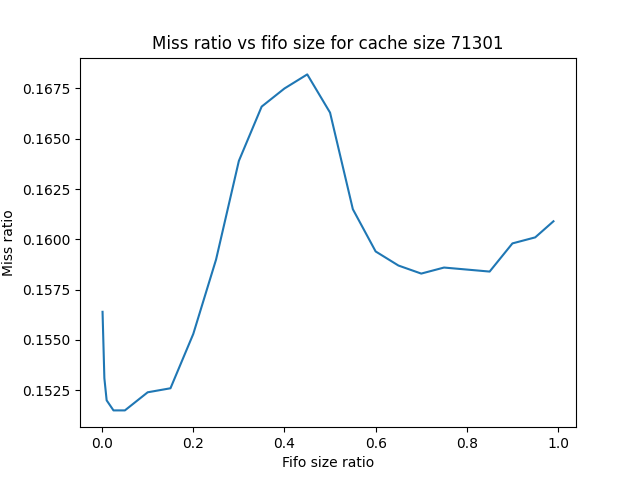 Miss ratio vs fifo size for cache size 71301
0.1675
0.1650
0.1625
0.1600
0.1575
0.1550
0.1525
Miss ratio
0.0 0.2 0.4 0.6 0.8 1.0
Fifo size ratio